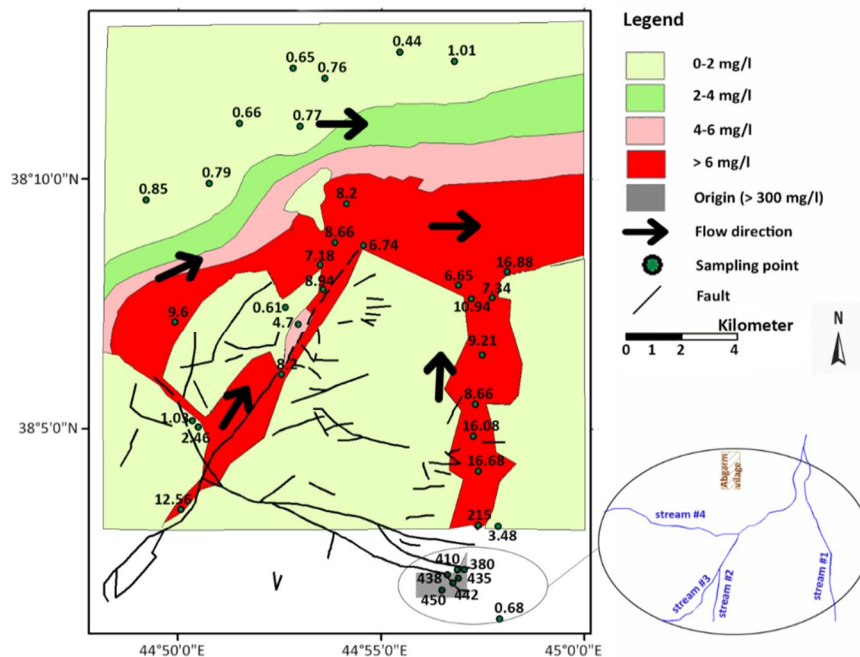 0.44
0.65
1.01
0.76
0.66
0.77
38°10'0"N
0.79
0.85
8.2
8.66
6.74
7.18
16.88
8.94
6.65
7.34
0.61
10.94
9.6
4.7
9.21
8.2
8.66
1.03
38°5'0"N
2.46
16.08
16.68
12.56
215
3.48
410
380
438
435
450
442
0.68
V
44°50'0"E
44°55'0"E
45°0'0"E
Legend
0-2 mg/l
2-4 mg/l
4-6 mg/l
> 6 mg/l
Origin (> 300 mg/l)
Flow direction
Sampling point
Fault
Kilometer
0 1 2 4
N
Abgarm
vilage
stream #4
stream #3
stream #2
stream #1